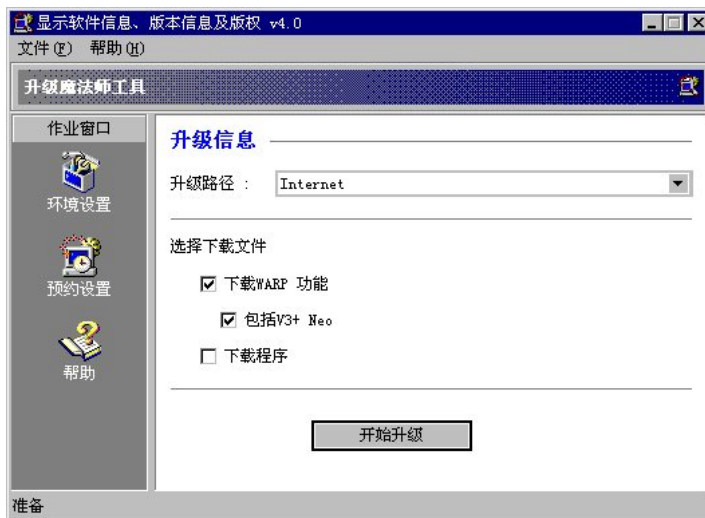 显示软件信息、版本信息及版权 v4.0
文件(F) 帮助(H)
升级魔法师工具
作业窗口
升级信息
升级路径 : Internet
环境设置
选择下载文件
下载WARP 功能
预约设置
包括V3+ Neo
下载程序
帮助
开始升级
准备